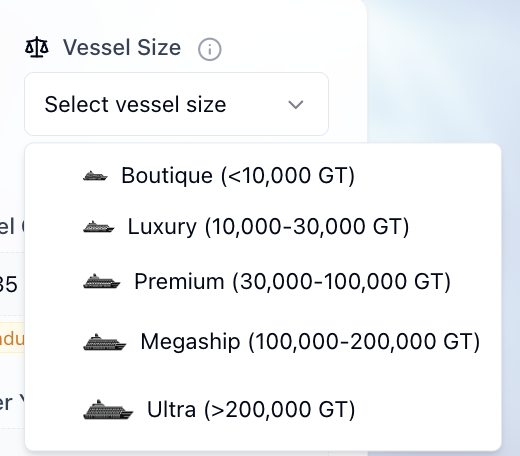 Vessel Size
Select vessel size
Boutique (<10,000 GT)
Luxury (10,000-30,000 GT)
Premium (30,000-100,000 GT)
Megaship (100,000-200,000 GT)
Ultra (>200,000 GT)